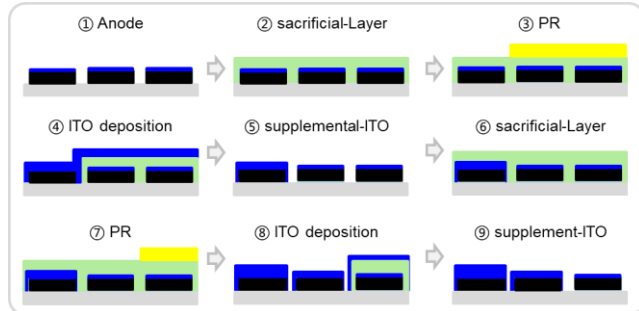 ① Anode
② sacrificial-Layer
③ PR
④ ITO deposition
⑤ supplemental-ITO
⑥ sacrificial-Layer
⑦ PR
⑧ ITO deposition
⑨ supplement-ITO